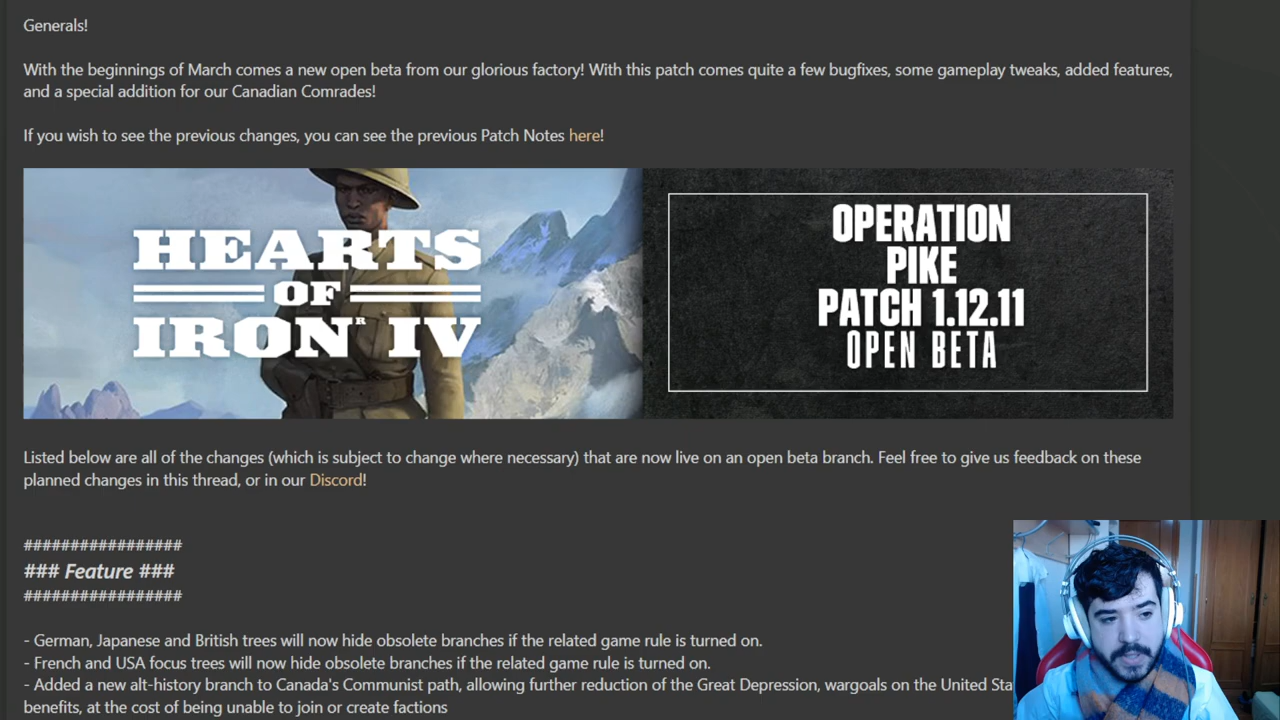 Generals!
With the beginnings of March comes a new open beta from our glorious factory! With this patch comes quite a few bugfixes, some gameplay tweaks, added features,
and a special addition for our Canadian Comrades!
If you wish to see the previous changes, you can see the previous Patch Notes here!
HEARTS
OF
IRON IV
OPERATION
PIKE
PATCH 1.12.11
OPEN BETA
Listed below are all of the changes (which is subject to change where necessary) that are now live on an open beta branch. Feel free to give us feedback on these
planned changes in this thread, or in our Discord!
#################
### Feature ###
#################
- German, Japanese and British trees will now hide obsolete branches if the related game rule is turned on.
- French and USA focus trees will now hide obsolete branches if the related game rule is turned on.
- Added a new alt-history branch to Canada's Communist path, allowing further reduction of the Great Depression, wargoals on the United
benefits, at the cost of being unable to join or create factions